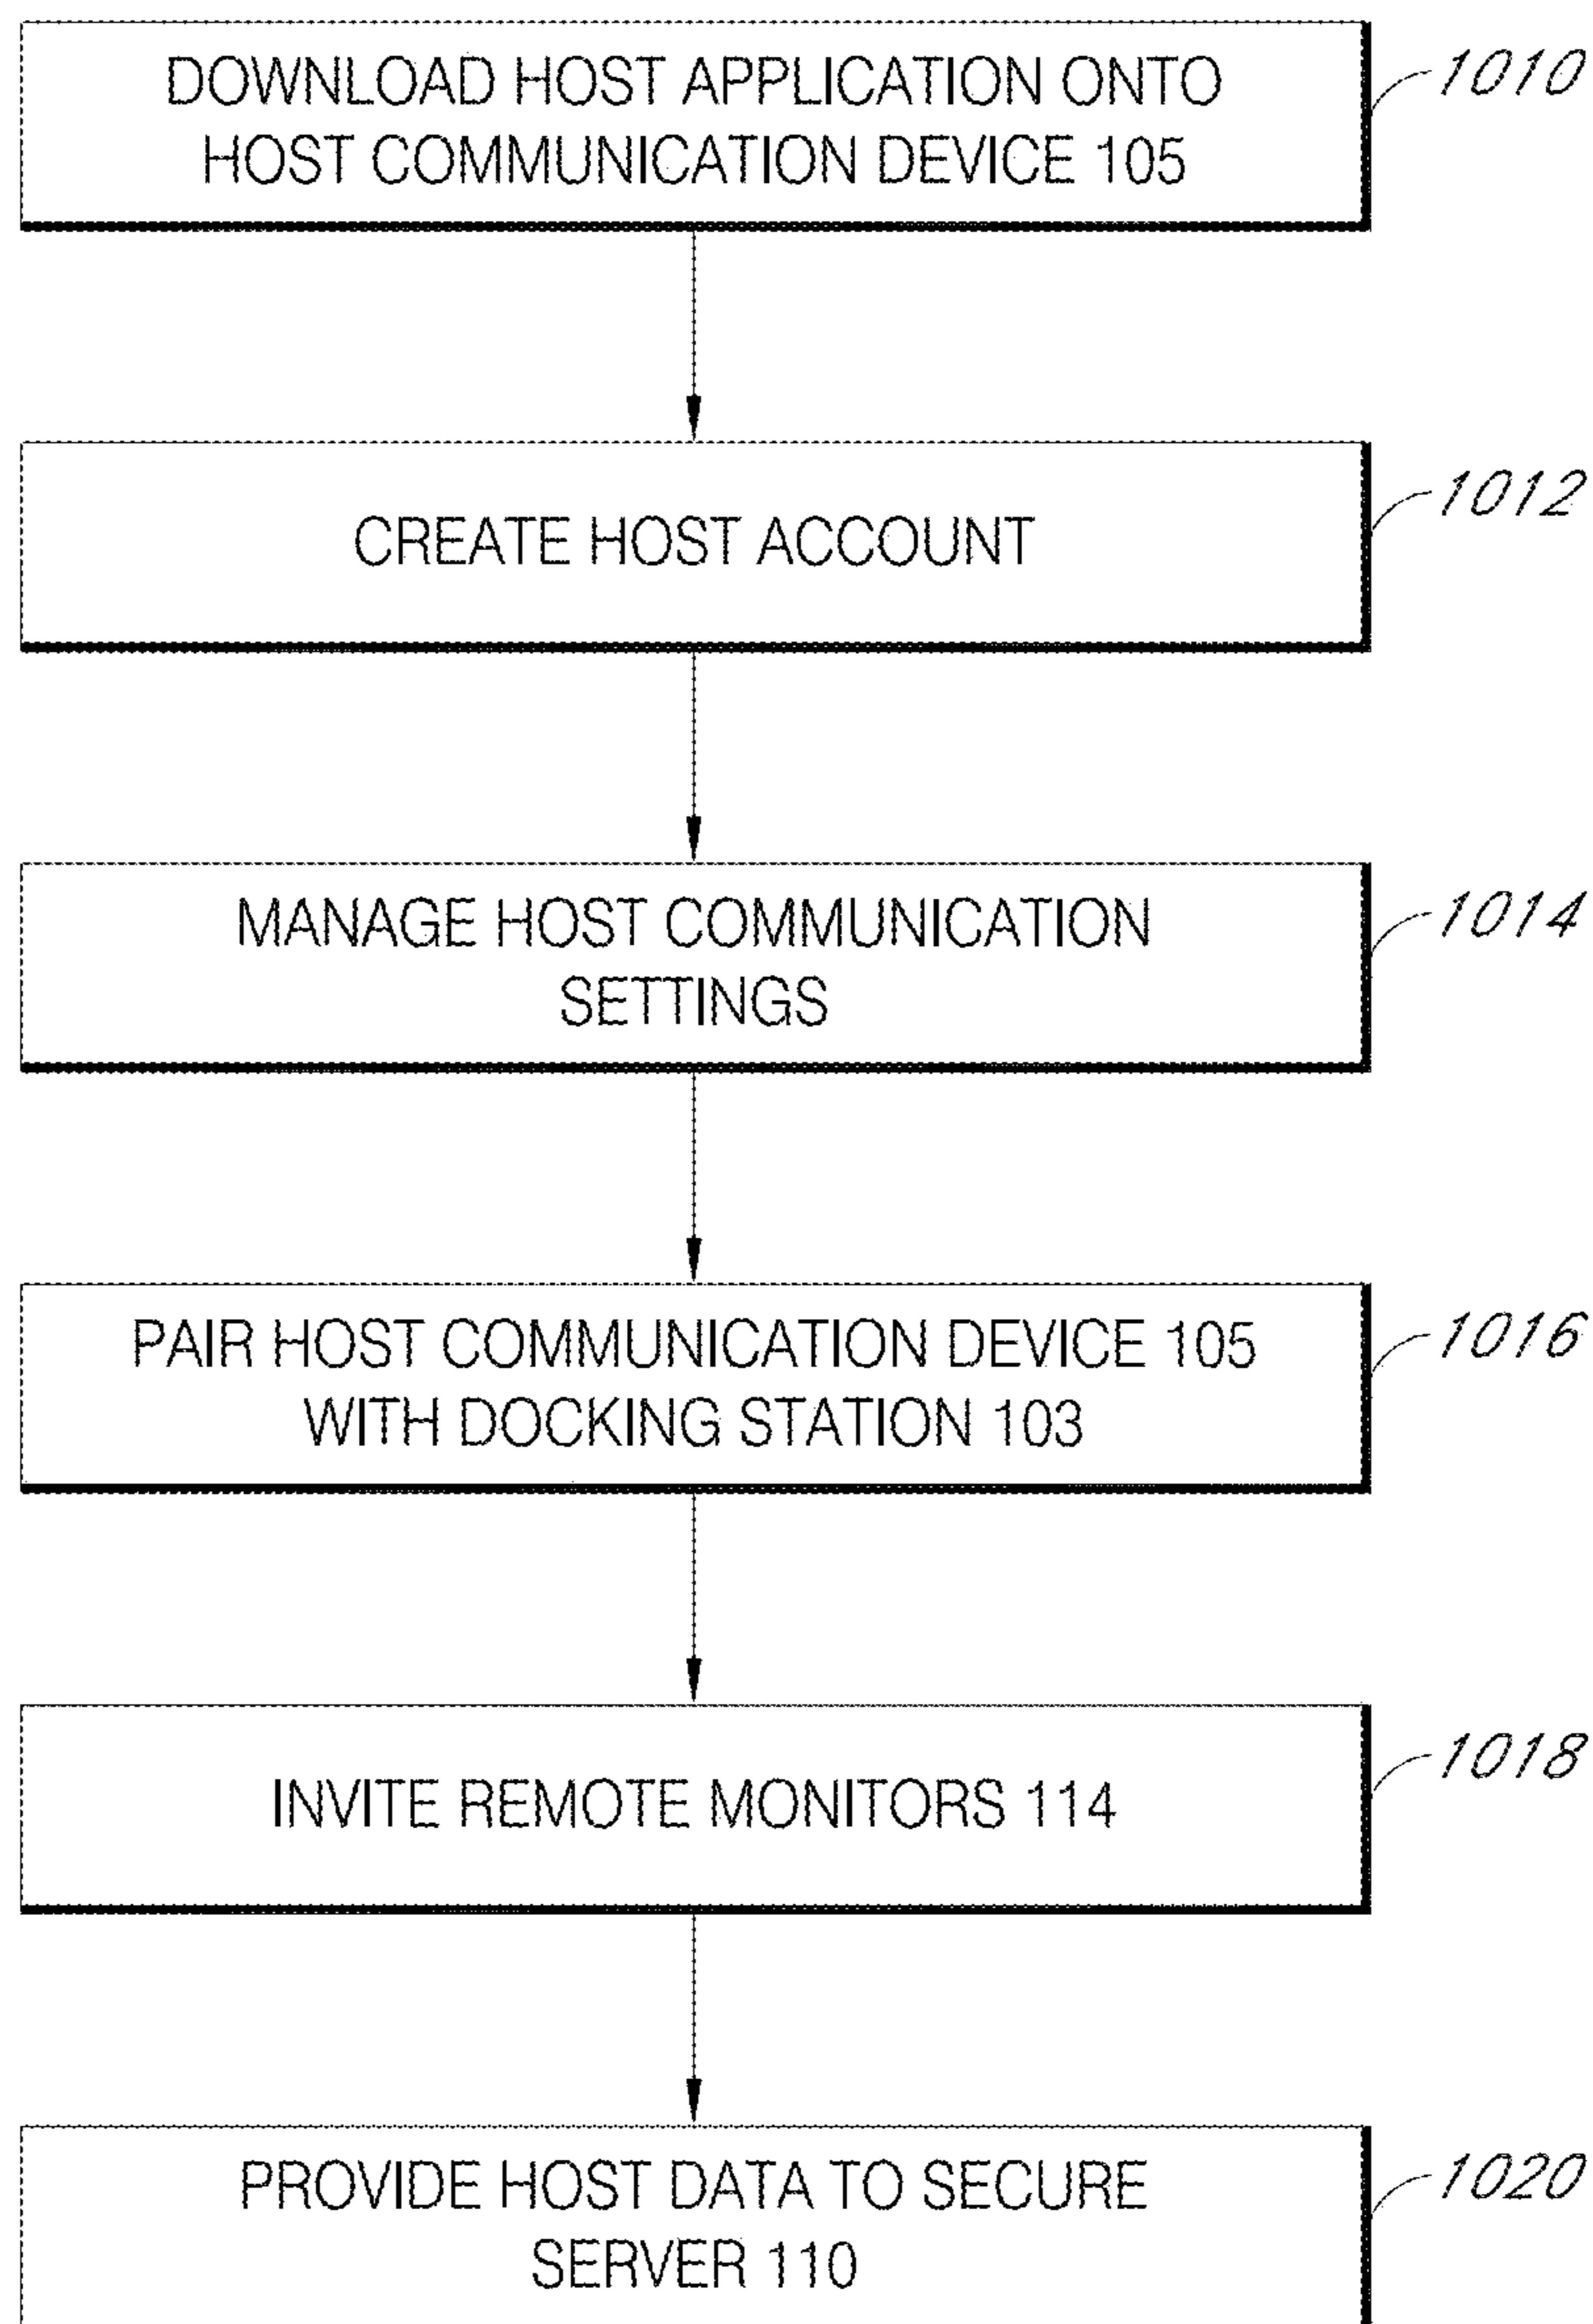 DOWNLOAD HOST APPLICATION ONTO
HOST COMMUNICATION DEVICE 105
1010
CREATE HOST ACCOUNT
1012
MANAGE HOST COMMUNICATION
SETTINGS
1014
PAIR HOST COMMUNICATION DEVICE 105
WITH DOCKING STATION 103
1016
INVITE REMOTE MONITORS 114
1018
PROVIDE HOST DATA TO SECURE
SERVER 110
1020